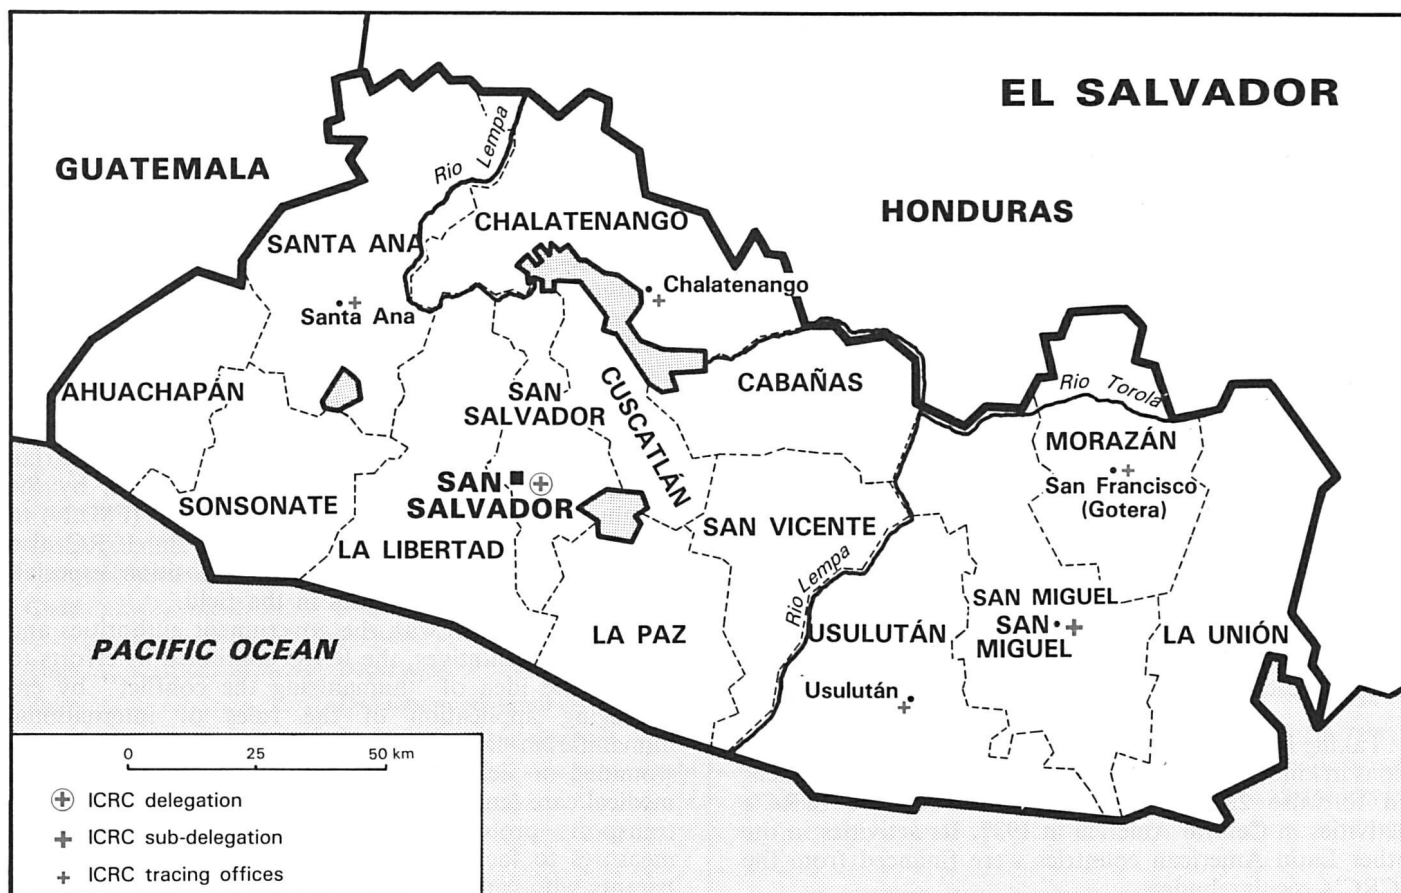 EL SALVADOR
GUATEMALA
HONDURAS
Rio Lempa
CHALATENANGO
SANTA ANA
Chalatenango
Santa Ana
AHUACHAPÁN
SAN
SALVADOR
CUSCATLÁN
CABAÑAS
Rio Torola
MORAZÁN
San Francisco
(Gotera)
SAN
SALVADOR
SONSONATE
LA LIBERTAD
SAN VICENTE
Rio Lempa
SAN MIGUEL
SAN
MIGUEL
LA PAZ
USULUTÁN
LA UNIÓN
Usulután
PACIFIC OCEAN
0 25 50 km
ICRC delegation
ICRC sub-delegation
ICRC tracing offices